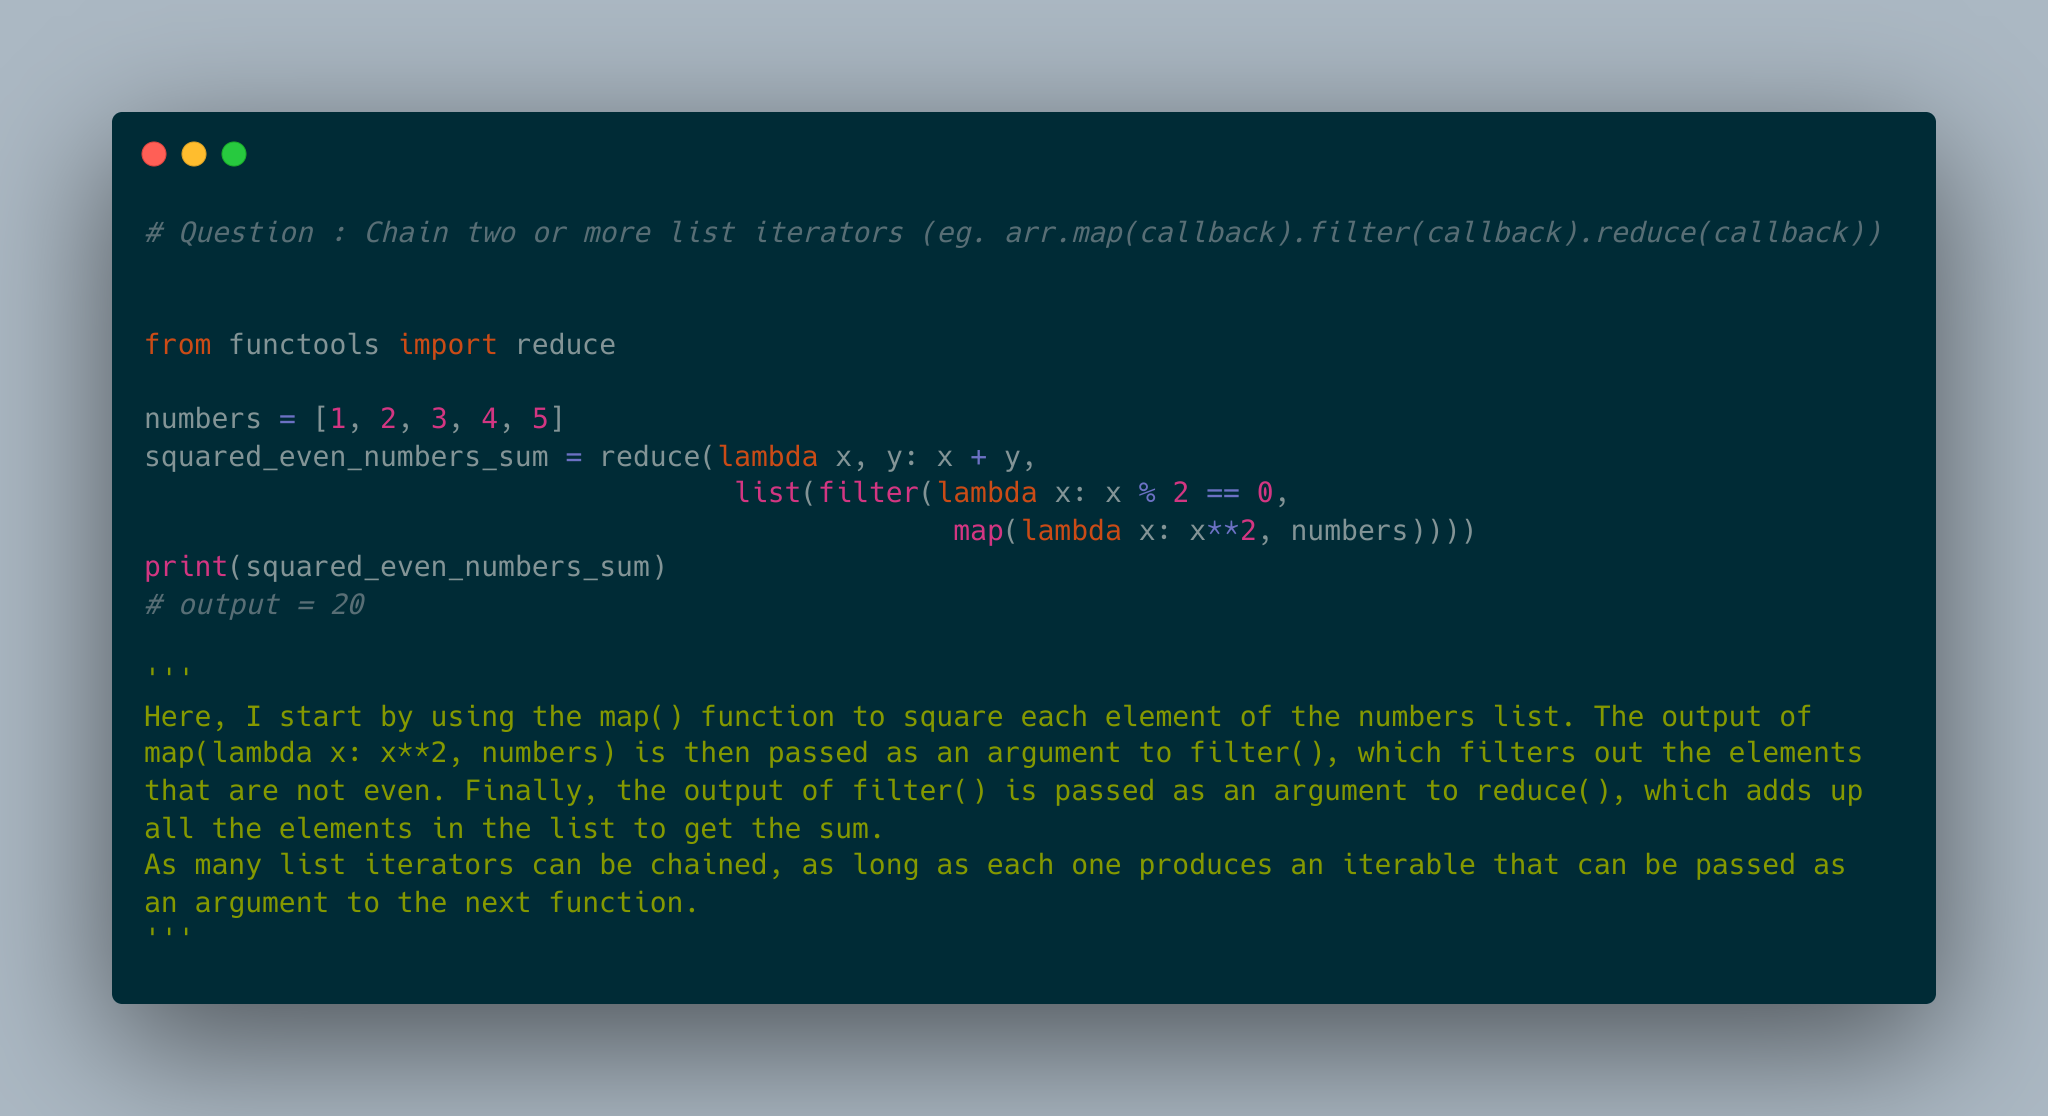 # Question : Chain two or more list iterators (eg. arr.map(callback).filter(callback).reduce(callback))
from functools import reduce
numbers = [1, 2, 3, 4, 5]
squared_even_numbers_sum = reduce(lambda x, y: x + y,
list(filter(lambda x: x % 2 == 0,
map(lambda x: x**2, numbers))))
print(squared_even_numbers_sum)
# output = 20
'''
Here, I start by using the map() function to square each element of the numbers list. The output of
map(lambda x: x**2, numbers) is then passed as an argument to filter(), which filters out the elements
that are not even. Finally, the output of filter() is passed as an argument to reduce(), which adds up
all the elements in the list to get the sum.
As many list iterators can be chained, as long as each one produces an iterable that can be passed as
an argument to the next function.
'''